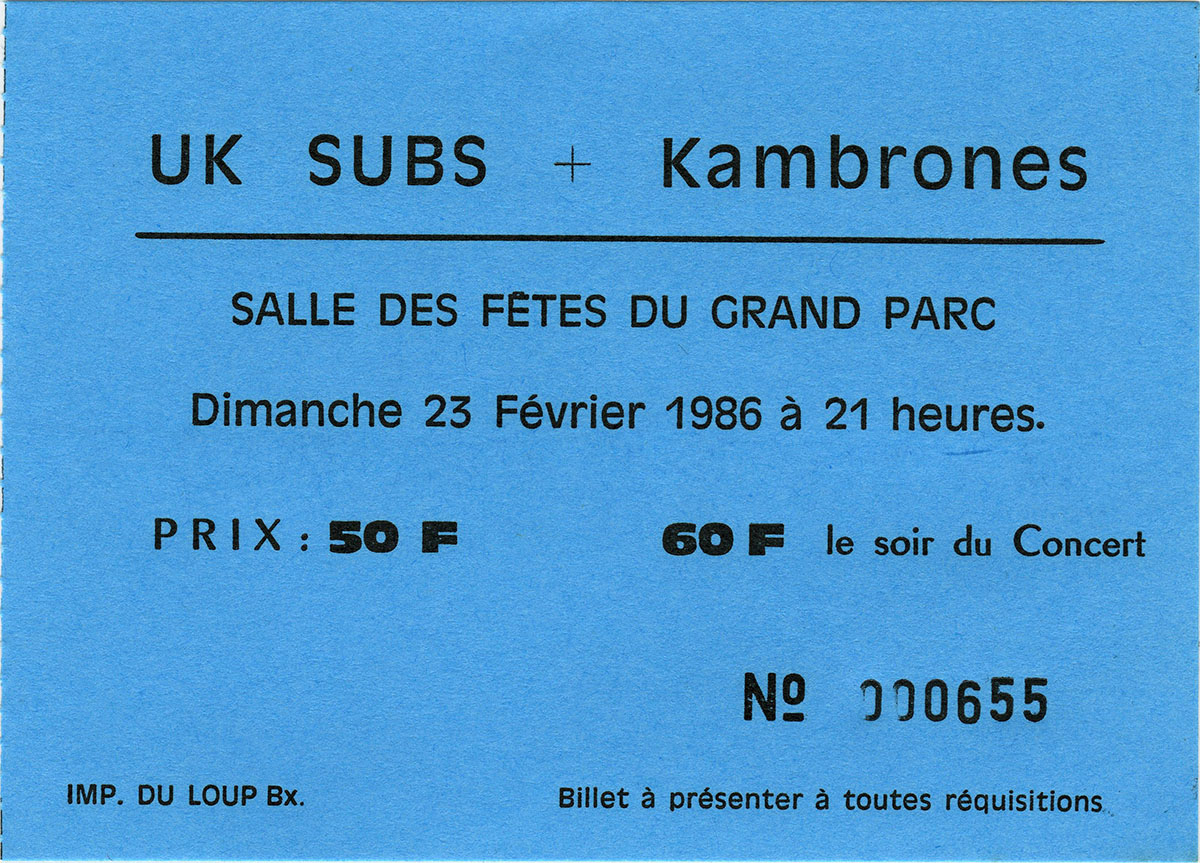 UK SUBS + Kambrones
SALLE DES FÊTES DU GRAND PARC
Dimanche 23 Février 1986 à 21 heures.
PRIX : 50 F 60 F le soir du Concert
Nº 000655
IMP. DU LOUP Bx. Billet à présenter à toutes réquisitions